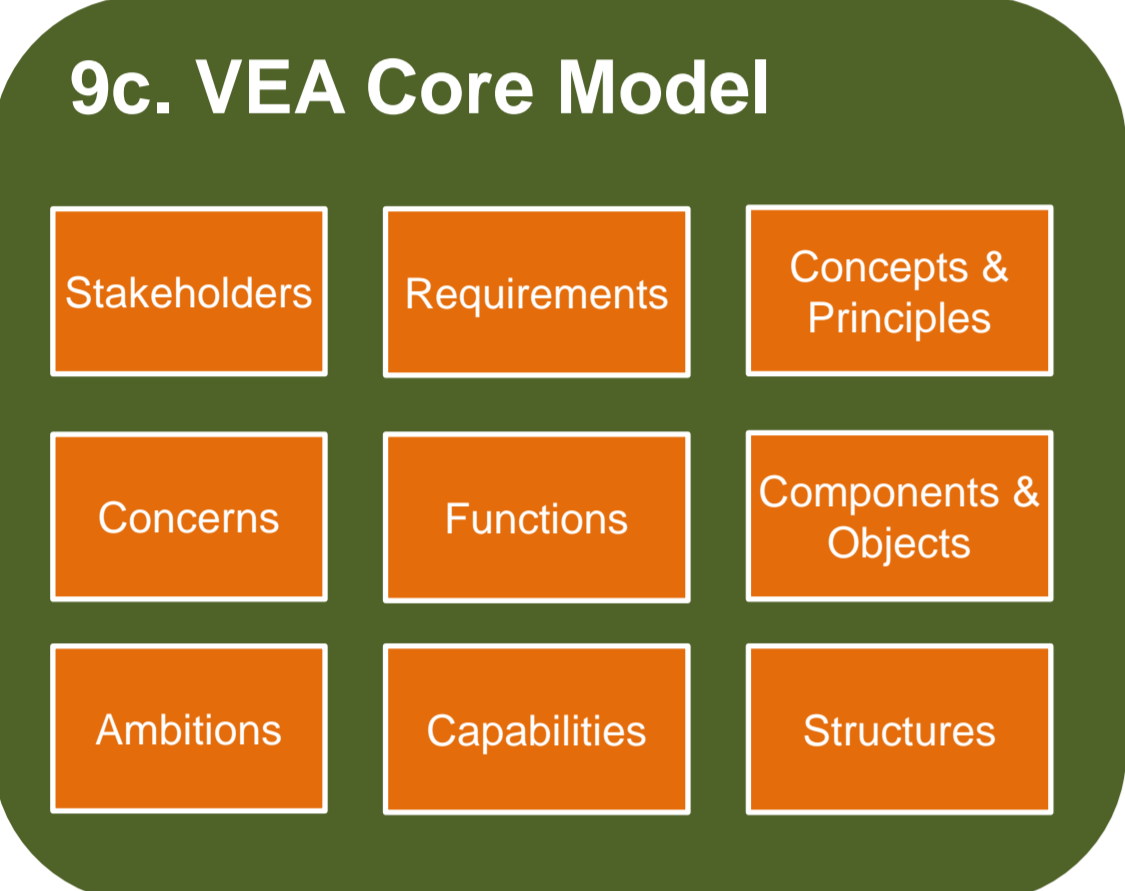 9c. VEA Core Model
Stakeholders
Requirements
Concepts &
Principles
Concerns
Functions
Components &
Objects
Ambitions
Capabilities
Structures